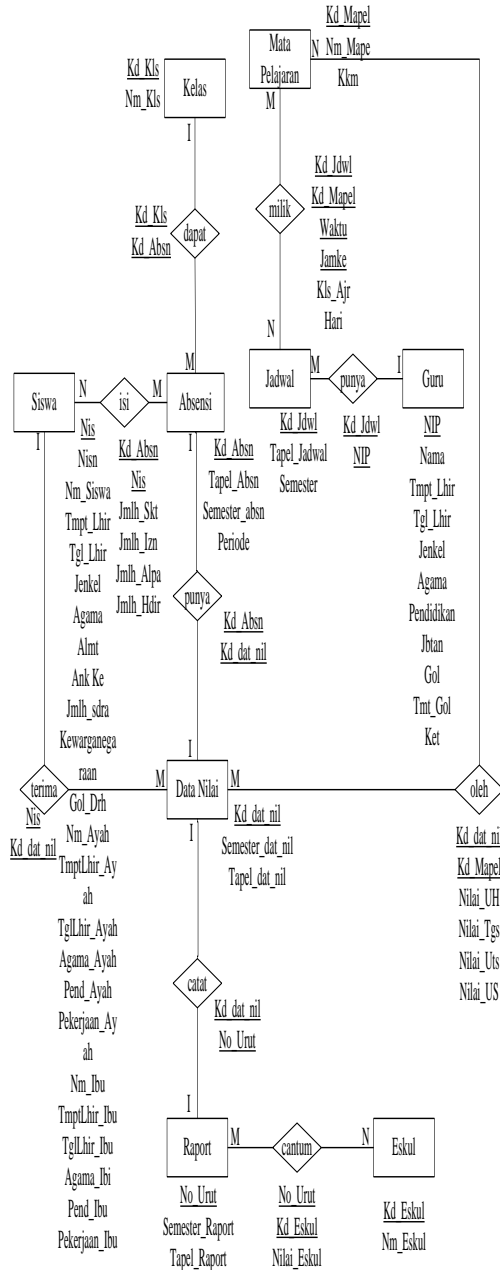 Kd_Mapel
Nm_Mape
Kkm
Mata
Pelajaran
N
M
Kd_Kls
Nm_Kls
Kelas
I
Kd_Kls
Kd_Absn
dapat
M
milik
Kd_Jdwl
Kd_Mapel
Waktu
Jamke
Kls_Ajr
Hari
N
Jadwal
M
punya
I
Guru
Kd_Jdwl
Tapel_Jadwal
Semester
Kd_Jdwl
NIP
NIP
Nama
Tmpt_Lhir
Tgl_Lhir
Jenkel
Agama
Pendidikan
Jbtan
Gol
Tmt_Gol
Ket
Siswa
N
isi
M
Absensi
I
I
Kd_Absn
Nis
Jmlh_Skt
Jmlh_Izn
Jmlh_Alpa
Jmlh_Hdir
Kd_Absn
Tapel_Absn
Semester_absn
Periode
punya
Kd_Absn
Kd_dat_nil
I
Nis
Nisn
Nm_Siswa
Tmpt_Lhir
Tgl_Lhir
Jenkel
Agama
Almt
Ank Ke
Jmlh_sdra
Kewarganega
raan
Gol_Drh
Nm_Ayah
TmptLhir_Ay
ah
TglLhir_Ayah
Agama_Ayah
Pend_Ayah
Pekerjaan_Ay
ah
Nm_Ibu
TmptLhir_Ibu
TglLhir_Ibu
Agama_Ibi
Pend_Ibu
Pekerjaan_Ibu
terima
Nis
Kd_dat_nil
M
Data Nilai
M
I
Kd_dat_nil
Semester_dat_nil
Tapel_dat_nil
oleh
Kd_dat_ni
Kd_Mapel
Nilai_UH
Nilai_Tgs
Nilai_Uts
Nilai_US
catat
Kd_dat_nil
No_Urut
I
Raport
M
cantum
N
Eskul
No_Urut
Semester_Raport
Tapel_Raport
No_Urut
Kd_Eskul
Nilai_Eskul
Kd_Eskul
Nm_Eskul